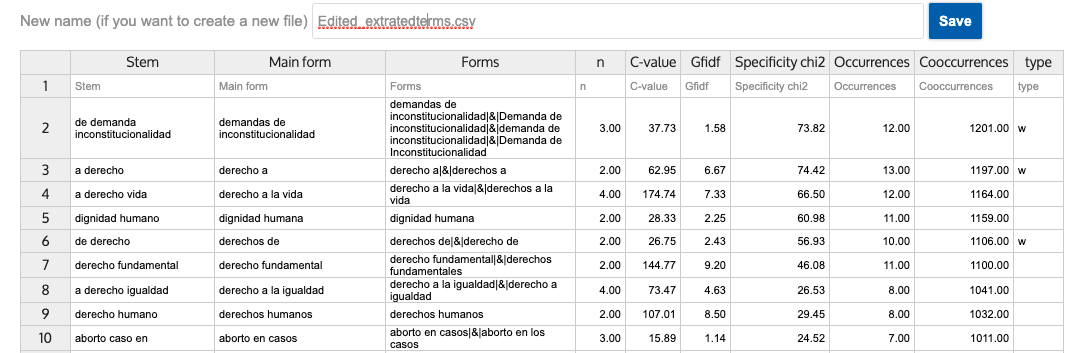 New name (if you want to create a new file) Edited_extratedterms.csv Save
Stem Main form Forms n C-value Gfidf Specificity chi2 Occurrences Cooccurrences type
1 Stem Main form Forms n C-value Gfidf Specificity chi2 Occurrences Cooccurrences type
demandas de
inconstitucionalidad|&|Demanda de
2 de demanda inconstitucionalidad demandas de inconstitucionalidad inconstitucionalidad|&|demanda de 3.00 37.73 1.58 73.82 12.00 1201.00 w
inconstitucionalidad|&|Demanda de
Inconstitucionalidad
3 a derecho derecho a derecho a|&|derechos a 2.00 62.95 6.67 74.42 13.00 1197.00 w
4 a derecho vida derecho a la vida derecho a la vida|&|derechos a la 4.00 174.74 7.33 66.50 12.00 1164.00
vida
5 dignidad humano dignidad humana dignidad humana 2.00 28.33 2.25 60.98 11.00 1159.00
6 de derecho derechos de derechos de|&|derecho de 2.00 26.75 2.43 56.93 10.00 1106.00 w
7 derecho fundamental derecho fundamental derecho fundamental|&|derechos 2.00 144.77 9.20 46.08 11.00 1100.00
fundamentales
8 a derecho igualdad derecho a la igualdad derecho a la igualdad|&|derecho a 4.00 73.47 4.63 26.53 8.00 1041.00
igualdad
9 derecho humano derechos humanos derechos humanos 2.00 107.01 8.50 29.45 8.00 1032.00
10 aborto caso en aborto en casos aborto en casos|&|aborto en los 3.00 15.89 1.14 24.52 7.00 1011.00
casos